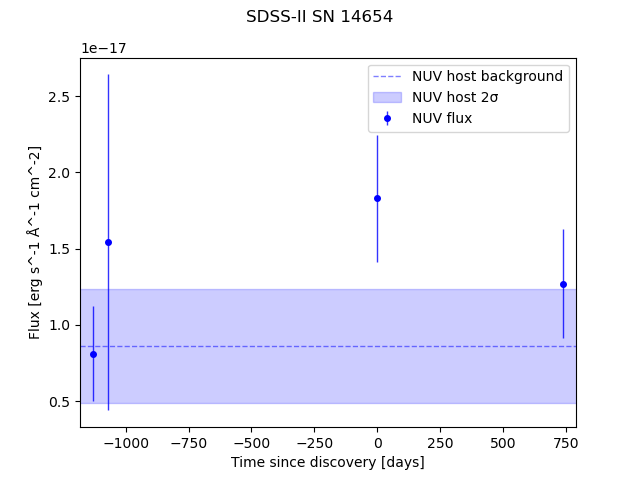 SDSS-II SN 14654
1e−17
NUV host background
NUV host 2σ
NUV flux
2.5
2.0
1.5
1.0
0.5
Flux [erg s^-1 Å^-1 cm^-2]
−1000 −750 −500 −250 0 250 500 750
Time since discovery [days]